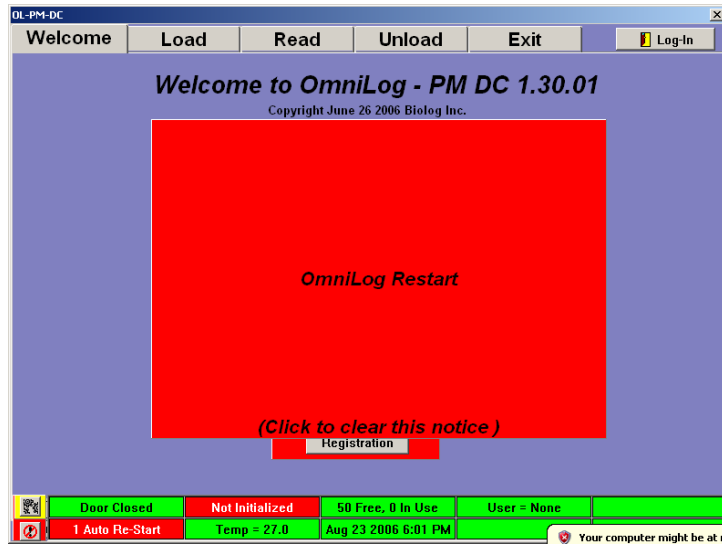 OL-PM-DC
Welcome Load Read Unload Exit Log-In
Welcome to OmniLog - PM DC 1.30.01
Copyright June 26 2006 Biolog Inc.
OmniLog Restart
(Click to clear this notice )
Registration
Door Closed Not Initialized 50 Free, 0 In Use User = None
1 Auto Re-Start Temp = 27.0 Aug 23 2006 6:01 PM
Your computer might be at